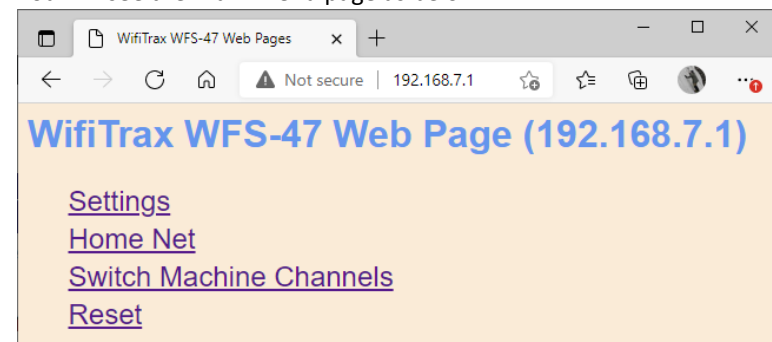 WifiTrax WFS-47 Web Pages
Not secure 192.168.7.1
WifiTrax WFS-47 Web Page (192.168.7.1)
Settings
Home Net
Switch Machine Channels
Reset